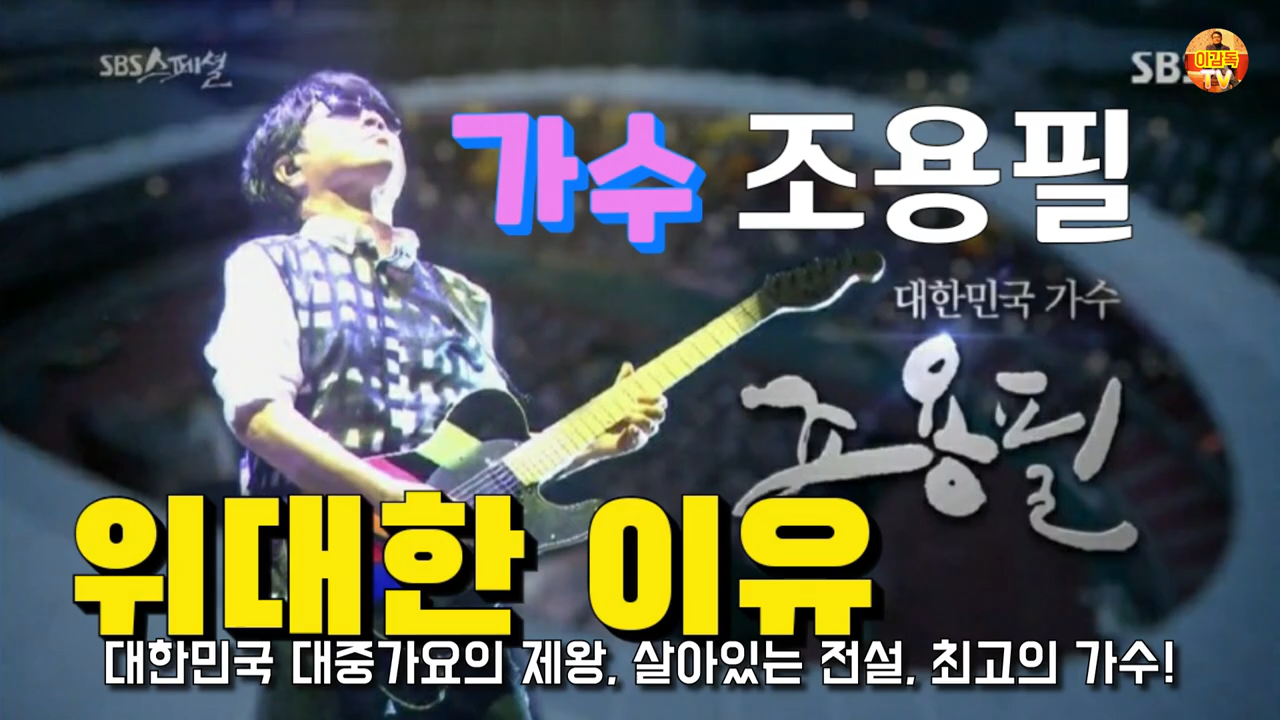 SBS스페셜
SBS
이감독
TV
가수 조용필
대한민국 가수
조용필
위대한 이유
대한민국 대중가요의 제왕, 살아있는 전설, 최고의 가수!